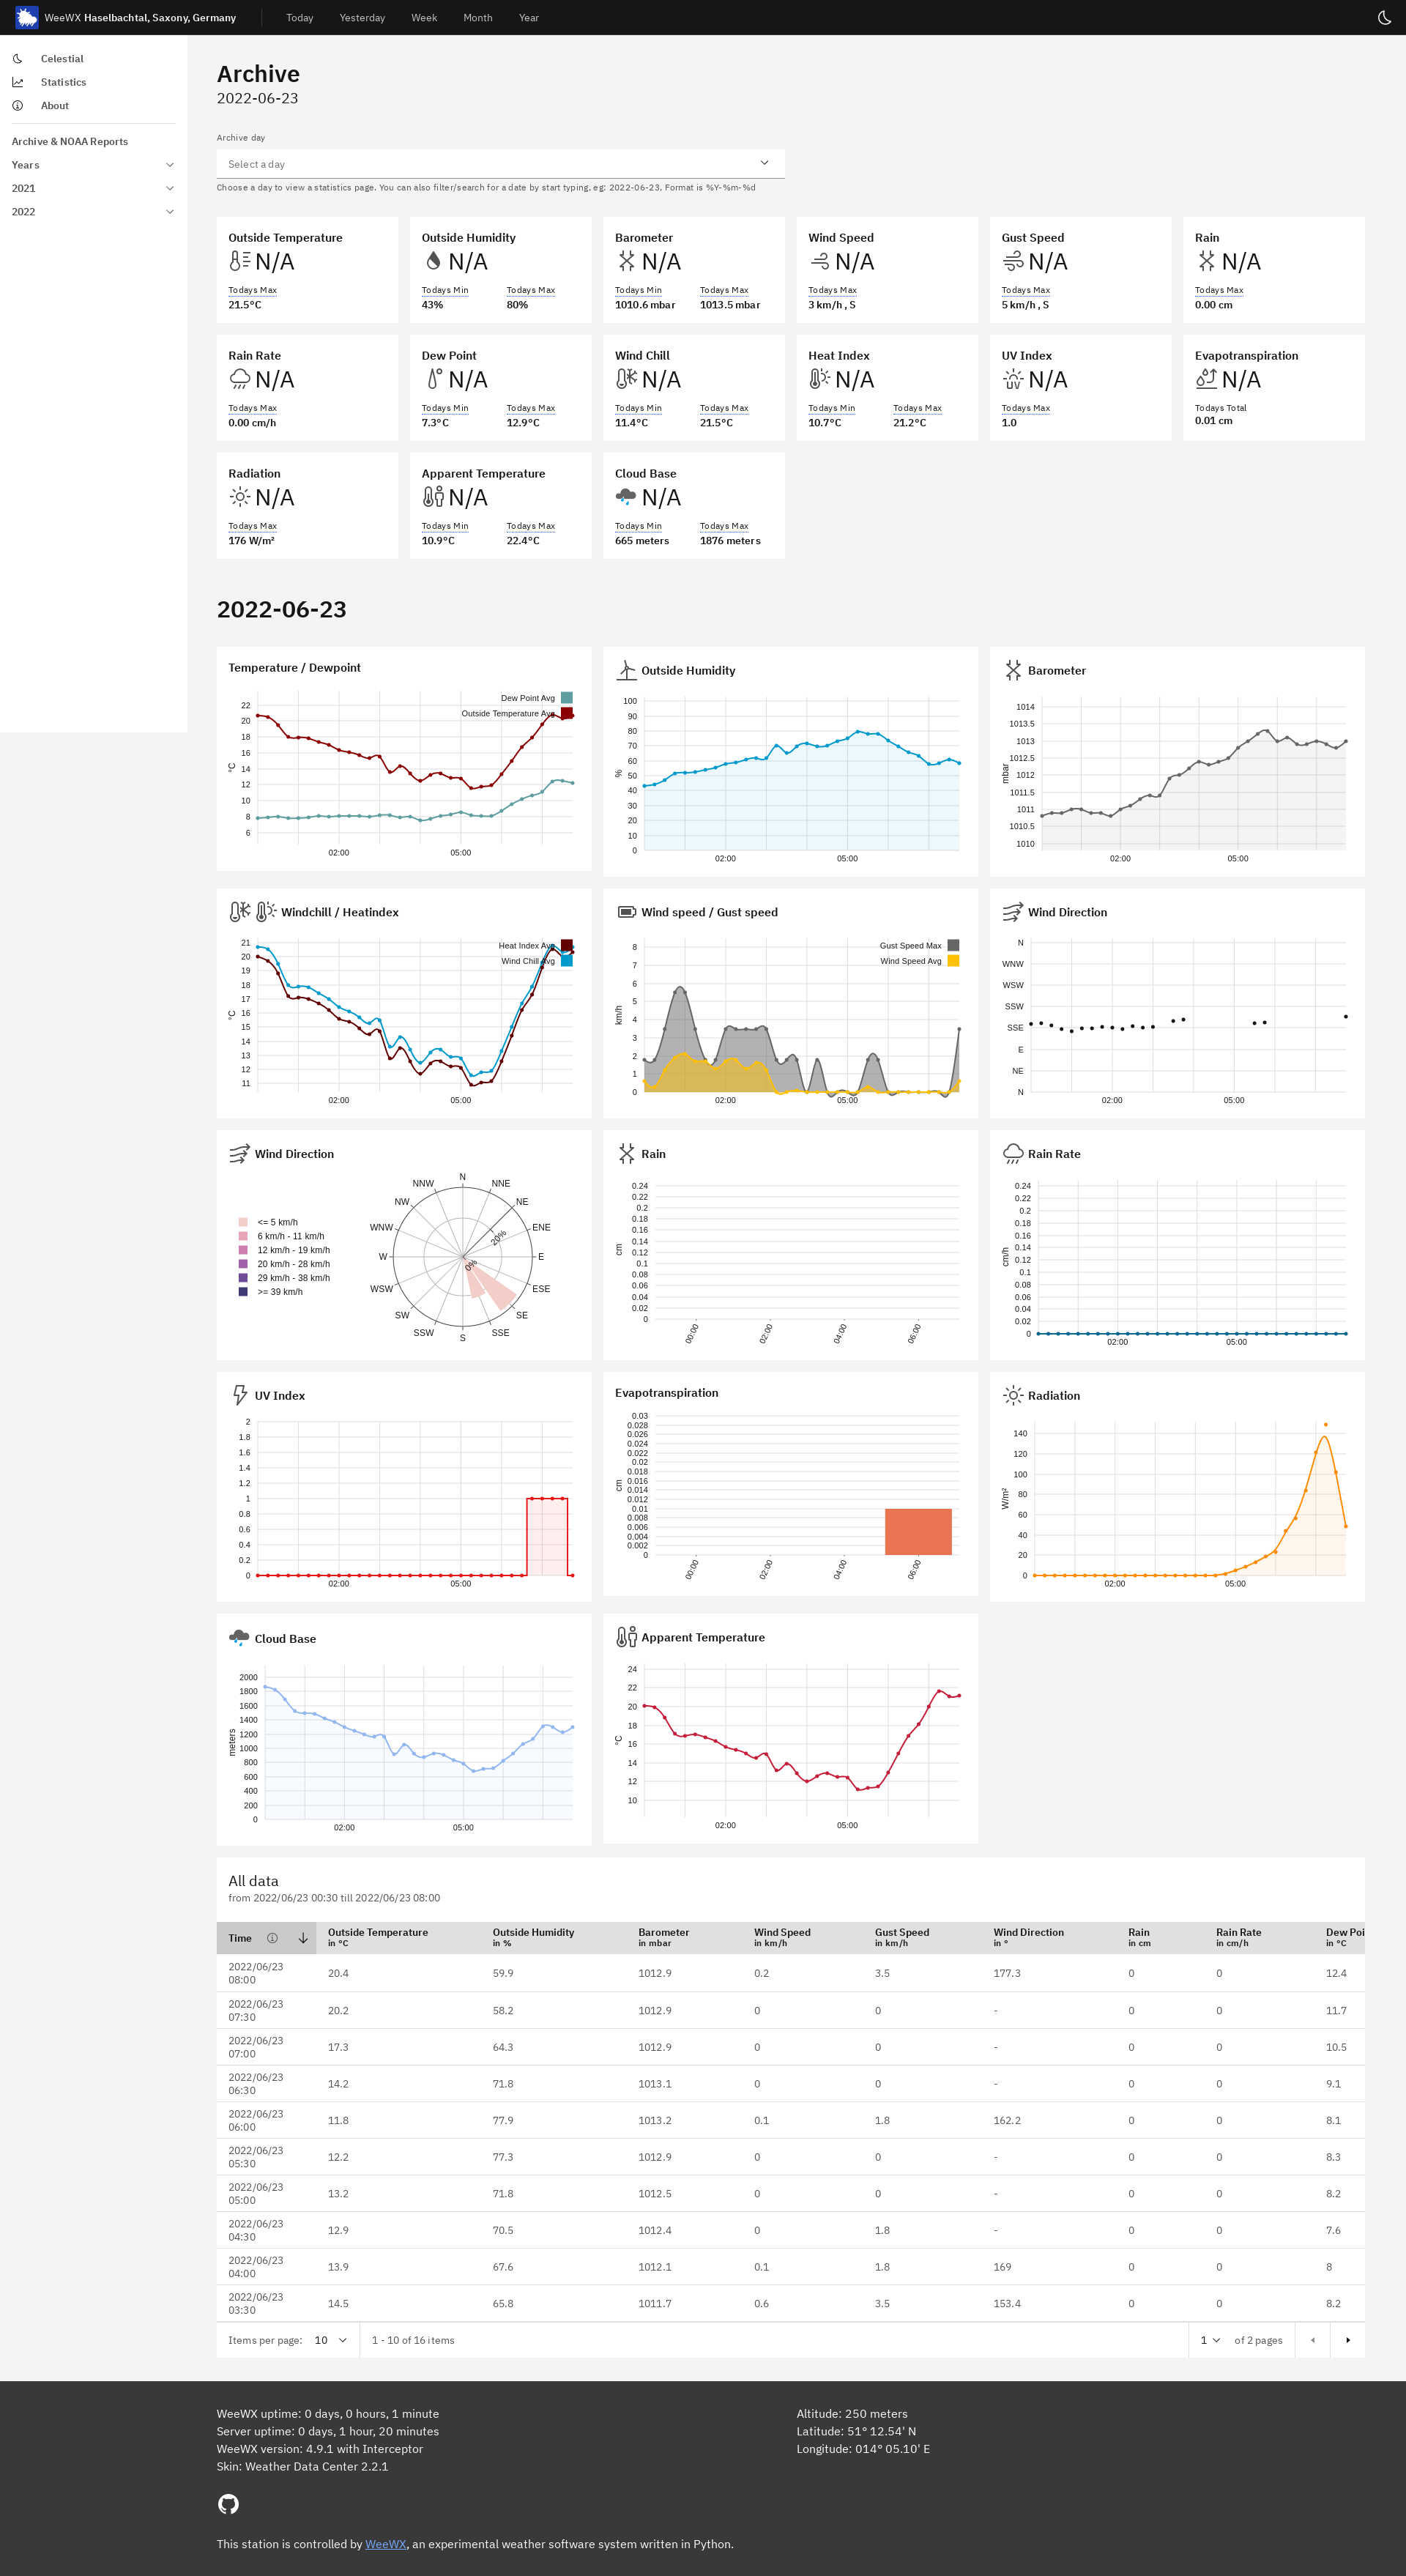 WeeWX Haselbachtal, Saxony, Germany
Today
Yesterday
Week
Month
Year
Celestial
Statistics
About
Archive & NOAA Reports
Years
2021
2022
Archive
2022-06-23
Archive day
Select a day
Choose a day to view a statistics page. You can also filter/search for a date by start typing, eg: 2022-06-23, Format is %Y-%m-%d
Outside Temperature
N/A
Todays Max
21.5°C
Outside Humidity
N/A
Todays Min Todays Max
43% 80%
Barometer
N/A
Todays Min Todays Max
1010.6 mbar 1013.5 mbar
Wind Speed
N/A
Todays Max
3 km/h , S
Gust Speed
N/A
Todays Max
5 km/h , S
Rain
N/A
Todays Max
0.00 cm
Rain Rate
N/A
Todays Max
0.00 cm/h
Dew Point
N/A
Todays Min Todays Max
7.3°C 12.9°C
Wind Chill
N/A
Todays Min Todays Max
11.4°C 21.5°C
Heat Index
N/A
Todays Min Todays Max
10.7°C 21.2°C
UV Index
N/A
Todays Max
1.0
Evapotranspiration
N/A
Todays Total
0.01 cm
Radiation
N/A
Todays Max
176 W/m²
Apparent Temperature
N/A
Todays Min Todays Max
10.9°C 22.4°C
Cloud Base
N/A
Todays Min Todays Max
665 meters 1876 meters
2022-06-23
Temperature / Dewpoint
Dew Point Avg
Outside Temperature Avg
°C
22
20
18
16
14
12
10
8
6
02:00 05:00
Outside Humidity
%
100
90
80
70
60
50
40
30
20
10
0
02:00 05:00
Barometer
mbar
1014
1013.5
1013
1012.5
1012
1011.5
1011
1010.5
1010
02:00 05:00
Windchill / Heatindex
Heat Index Avg
Wind Chill Avg
°C
21
20
19
18
17
16
15
14
13
12
11
02:00 05:00
Wind speed / Gust speed
Gust Speed Max
Wind Speed Avg
km/h
8
7
6
5
4
3
2
1
0
02:00 05:00
Wind Direction
N
WNW
WSW
SSW
SSE
E
NE
N
02:00 05:00
Wind Direction
<= 5 km/h
6 km/h - 11 km/h
12 km/h - 19 km/h
20 km/h - 28 km/h
29 km/h - 38 km/h
>= 39 km/h
N
NNE
NE
ENE
E
ESE
SE
SSE
S
SSW
SW
WSW
W
WNW
NW
NNW
0%
20%
Rain
cm
0.24
0.22
0.2
0.18
0.16
0.14
0.12
0.1
0.08
0.06
0.04
0.02
0
00:00 02:00 04:00 06:00
Rain Rate
cm/h
0.24
0.22
0.2
0.18
0.16
0.14
0.12
0.1
0.08
0.06
0.04
0.02
0
02:00 05:00
UV Index
2
1.8
1.6
1.4
1.2
1
0.8
0.6
0.4
0.2
0
02:00 05:00
Evapotranspiration
cm
0.03
0.028
0.026
0.024
0.022
0.02
0.018
0.016
0.014
0.012
0.01
0.008
0.006
0.004
0.002
0
00:00 02:00 04:00 06:00
Radiation
W/m²
140
120
100
80
60
40
20
0
02:00 05:00
Cloud Base
meters
2000
1800
1600
1400
1200
1000
800
600
400
200
0
02:00 05:00
Apparent Temperature
°C
24
22
20
18
16
14
12
10
02:00 05:00
All data
from 2022/06/23 00:30 till 2022/06/23 08:00
Time Outside Temperature Outside Humidity Barometer Wind Speed Gust Speed Wind Direction Rain Rain Rate Dew Poi
in °C in % in mbar in km/h in km/h in ° in cm in cm/h in °C
2022/06/23
08:00 20.4 59.9 1012.9 0.2 3.5 177.3 0 0 12.4
2022/06/23
07:30 20.2 58.2 1012.9 0 0 - 0 0 11.7
2022/06/23
07:00 17.3 64.3 1012.9 0 0 - 0 0 10.5
2022/06/23
06:30 14.2 71.8 1013.1 0 0 - 0 0 9.1
2022/06/23
06:00 11.8 77.9 1013.2 0.1 1.8 162.2 0 0 8.1
2022/06/23
05:30 12.2 77.3 1012.9 0 0 - 0 0 8.3
2022/06/23
05:00 13.2 71.8 1012.5 0 0 - 0 0 8.2
2022/06/23
04:30 12.9 70.5 1012.4 0 1.8 - 0 0 7.6
2022/06/23
04:00 13.9 67.6 1012.1 0.1 1.8 169 0 0 8
2022/06/23
03:30 14.5 65.8 1011.7 0.6 3.5 153.4 0 0 8.2
Items per page: 10 1 - 10 of 16 items 1 of 2 pages
WeeWX uptime: 0 days, 0 hours, 1 minute
Server uptime: 0 days, 1 hour, 20 minutes
WeeWX version: 4.9.1 with Interceptor
Skin: Weather Data Center 2.2.1
Altitude: 250 meters
Latitude: 51° 12.54' N
Longitude: 014° 05.10' E
This station is controlled by WeeWX, an experimental weather software system written in Python.